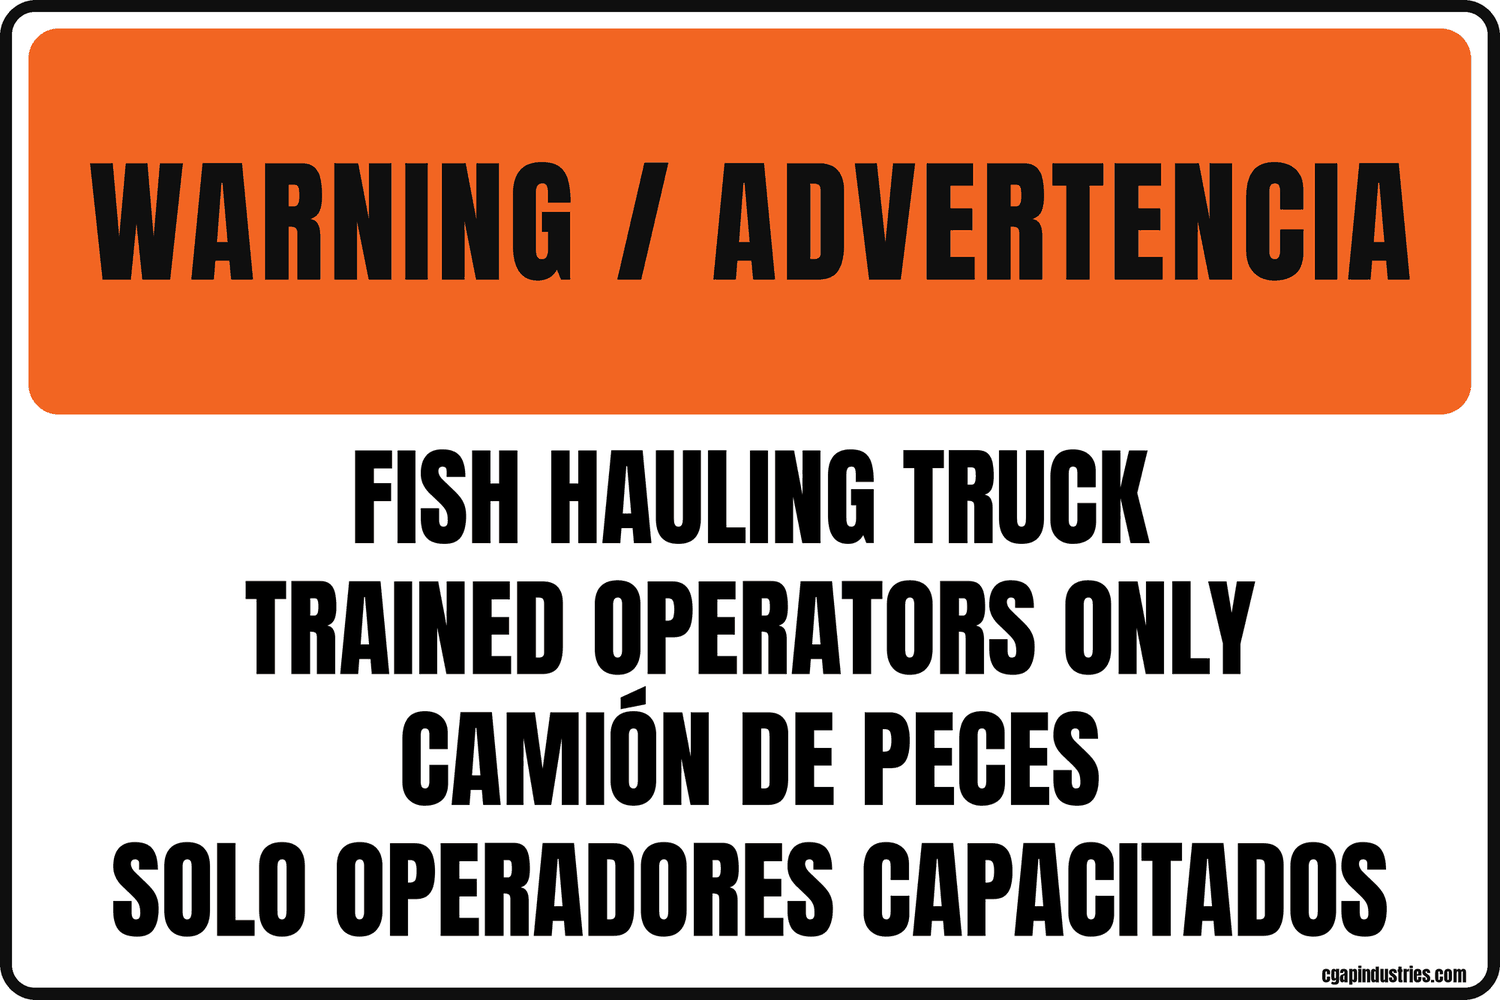 WARNING / ADVERTENCIA
FISH HAULING TRUCK
TRAINED OPERATORS ONLY
CAMIÓN DE PECES
SOLO OPERADORES CAPACITADOS
cgapindustries.com